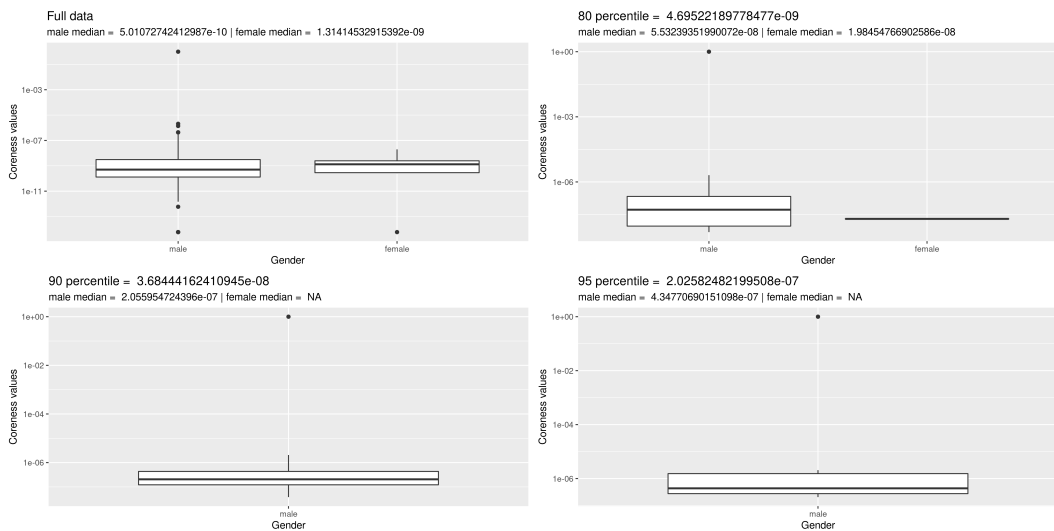 Full data
male median = 5.01072742412987e-10 | female median = 1.31414532915392e-09
Coreness values
1e-03
1e-07
1e-11
male
female
Gender
80 percentile = 4.69522189778477e-09
male median = 5.53239351990072e-08 | female median = 1.98454766902586e-08
Coreness values
1e+00
1e-03
1e-06
male
female
Gender
90 percentile = 3.68444162410945e-08
male median = 2.055954724396e-07 | female median = NA
Coreness values
1e+00
1e-02
1e-04
1e-06
male
Gender
95 percentile = 2.02582482199508e-07
male median = 4.34770690151098e-07 | female median = NA
Coreness values
1e+00
1e-02
1e-04
1e-06
male
Gender